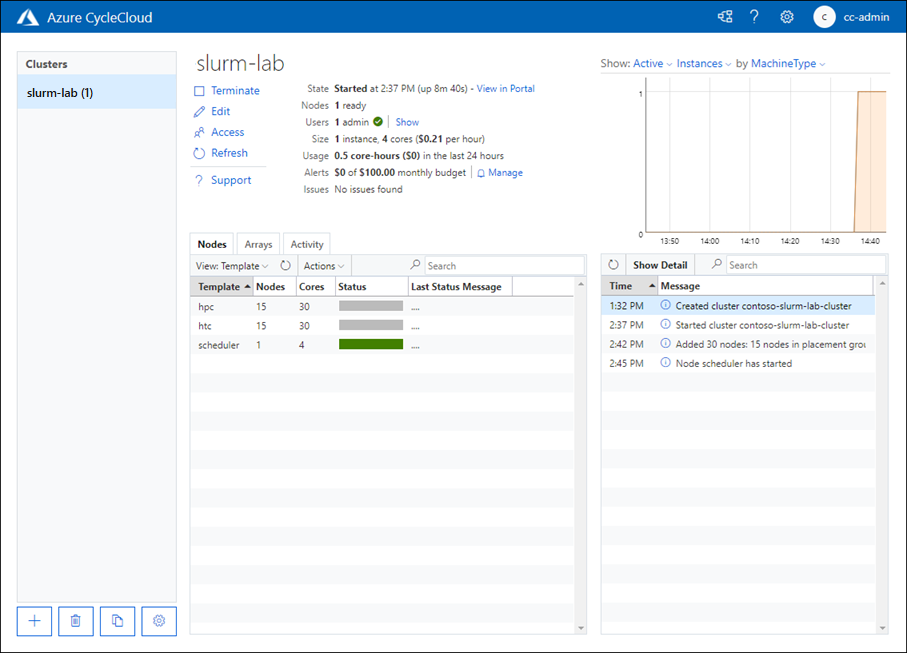 Azure CycleCloud
? C cc-admin
Clusters
slurm-lab (1)
slurm-lab
Terminate
Edit
Access
Refresh
? Support
State Started at 2:37 PM (up 8m 40s) - View in Portal
Nodes 1 ready
Users 1 admin Show
Size 1 instance, 4 cores ($0.21 per hour)
Usage 0.5 core-hours ($0) in the last 24 hours
Alerts $0 of $100.00 monthly budget Manage
Issues No issues found
Show: Active Instances by MachineType
1
0
13:50 14:00 14:10 14:20 14:30 14:40
Nodes Arrays Activity
View: Template Actions Search
Template Nodes Cores Status Last Status Message
hpc 15 30 ....
htc 15 30 ....
scheduler 1 4 ....
Show Detail Search
Time Message
1:32 PM Created cluster contoso-slurm-lab-cluster
2:37 PM Started cluster contoso-slurm-lab-cluster
2:42 PM Added 30 nodes: 15 nodes in placement grou
2:45 PM Node scheduler has started